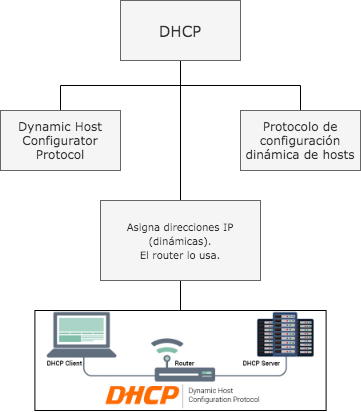 DHCP
Dynamic Host
Configurator
Protocol
Protocolo de
configuración
dinámica de hosts
Asigna direcciones IP
(dinámicas).
El router lo usa.
DHCP Client
Router
DHCP Server
DHCP
Dynamic Host
Configuration Protocol